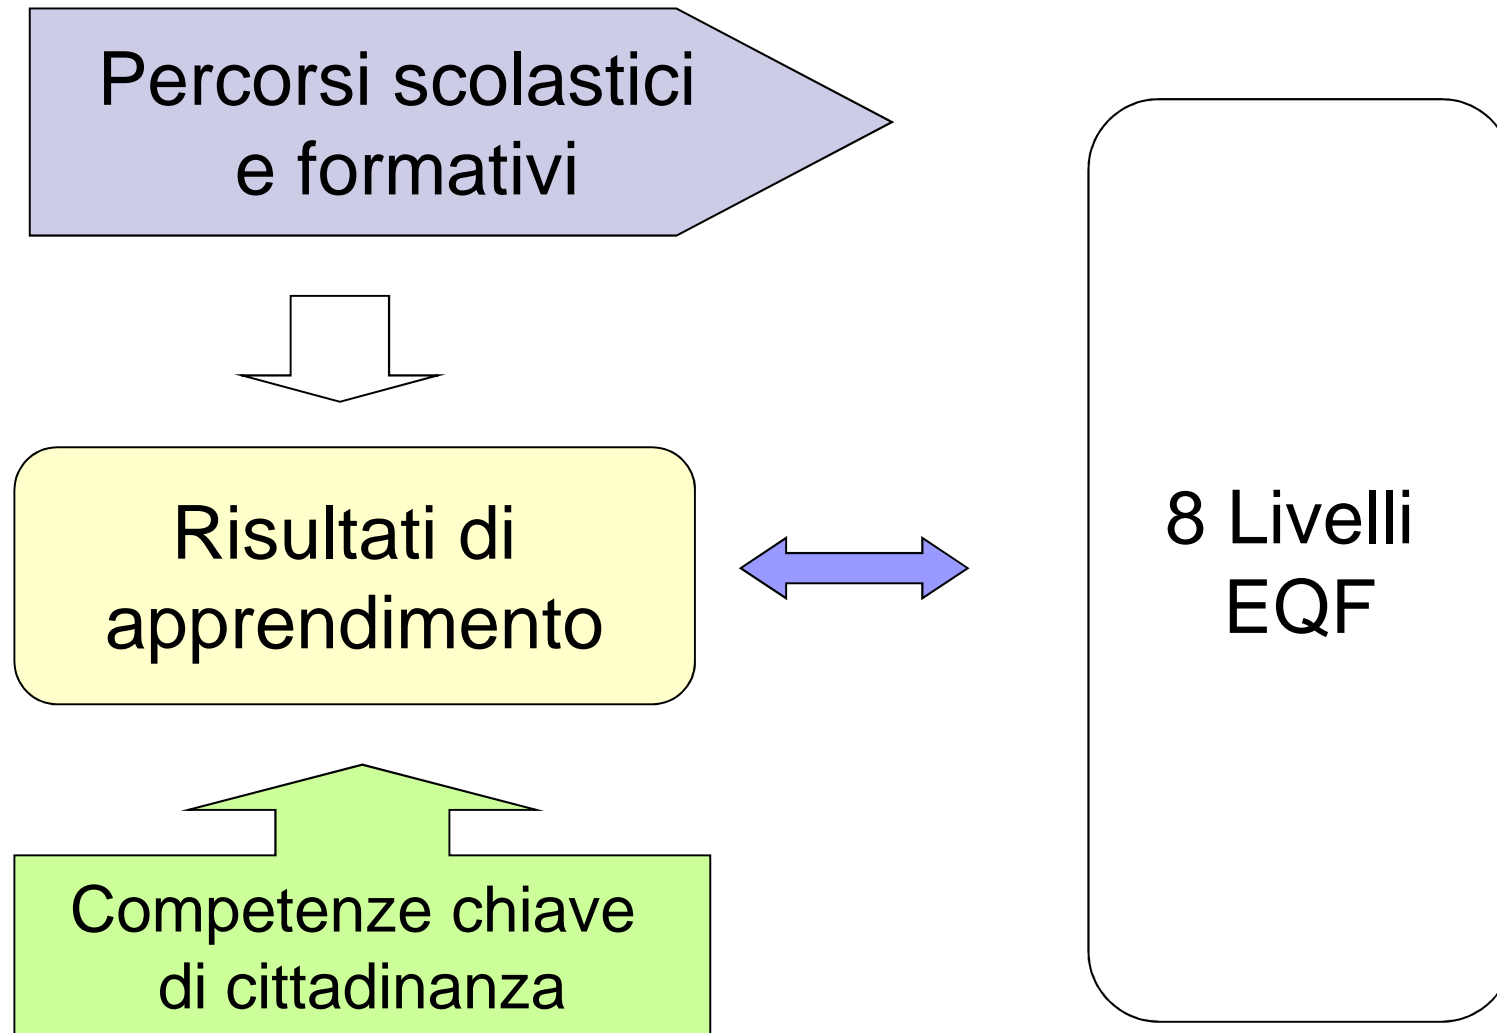 Percorsi scolastici
e formativi
Risultati di
apprendimento
8 Livelli
EQF
Competenze chiave
di cittadinanza